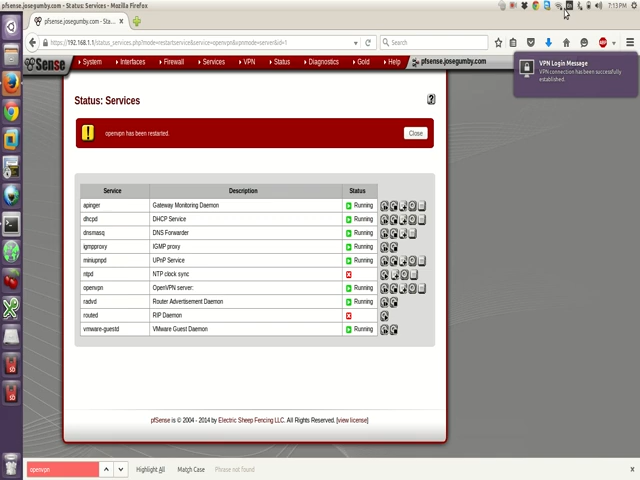 pfsense.josegumby.com - Status: Services - Mozilla Firefox
7:13 PM
pfsense.josegumby.com - Sta...
https://192.168.1.1/status_services.php?mode=restartservice&service=openvpn&vpnmode=server&id=1
Search
ABP
VPN Login Message
VPN connection has been successfully
established.
Sense
System
Interfaces
Firewall
Services
VPN
Status
Diagnostics
Gold
Help
pfsense.josegumby.com
Status: Services
?
openvpn has been restarted.
Close
Service Description Status
apinger Gateway Monitoring Daemon Running
dhcpd DHCP Service Running
dnsmasq DNS Forwarder Running
igmpproxy IGMP proxy Running
miniupnpd UPnP Service Running
ntpd NTP clock sync
openvpn OpenVPN server: Running
radvd Router Advertisement Daemon Running
routed RIP Daemon
vmware-guestd VMware Guest Daemon Running
pfSense is © 2004 - 2014 by Electric Sheep Fencing LLC. All Rights Reserved. [view license]
openvpn
Highlight All
Match Case
Phrase not found